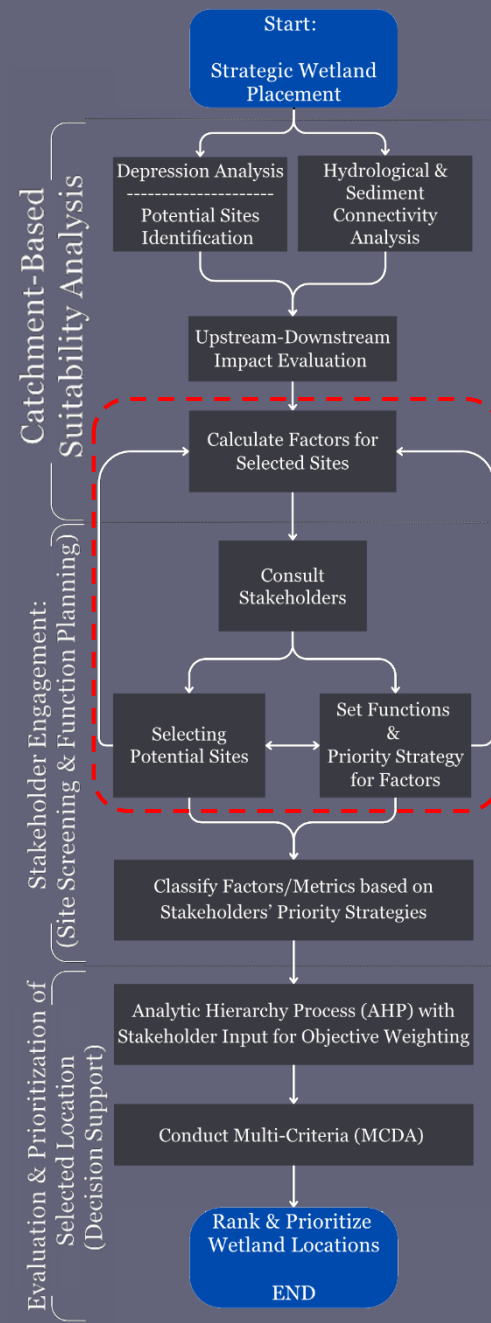 Start:
Strategic Wetland
Placement
Catchment-Based
Suitability Analysis
Depression Analysis
---------------------
Potential Sites
Identification
Hydrological &
Sediment
Connectivity
Analysis
Upstream-Downstream
Impact Evaluation
Calculate Factors for
Selected Sites
Stakeholder Engagement:
(Site Screening & Function Planning)
Consult
Stakeholders
Selecting
Potential Sites
Set Functions
&
Priority Strategy
for Factors
Classify Factors/Metrics based on
Stakeholders’ Priority Strategies
Evaluation & Prioritization of
Selected Location
(Decision Support)
Analytic Hierarchy Process (AHP) with
Stakeholder Input for Objective Weighting
Conduct Multi-Criteria (MCDA)
Rank & Prioritize
Wetland Locations
END